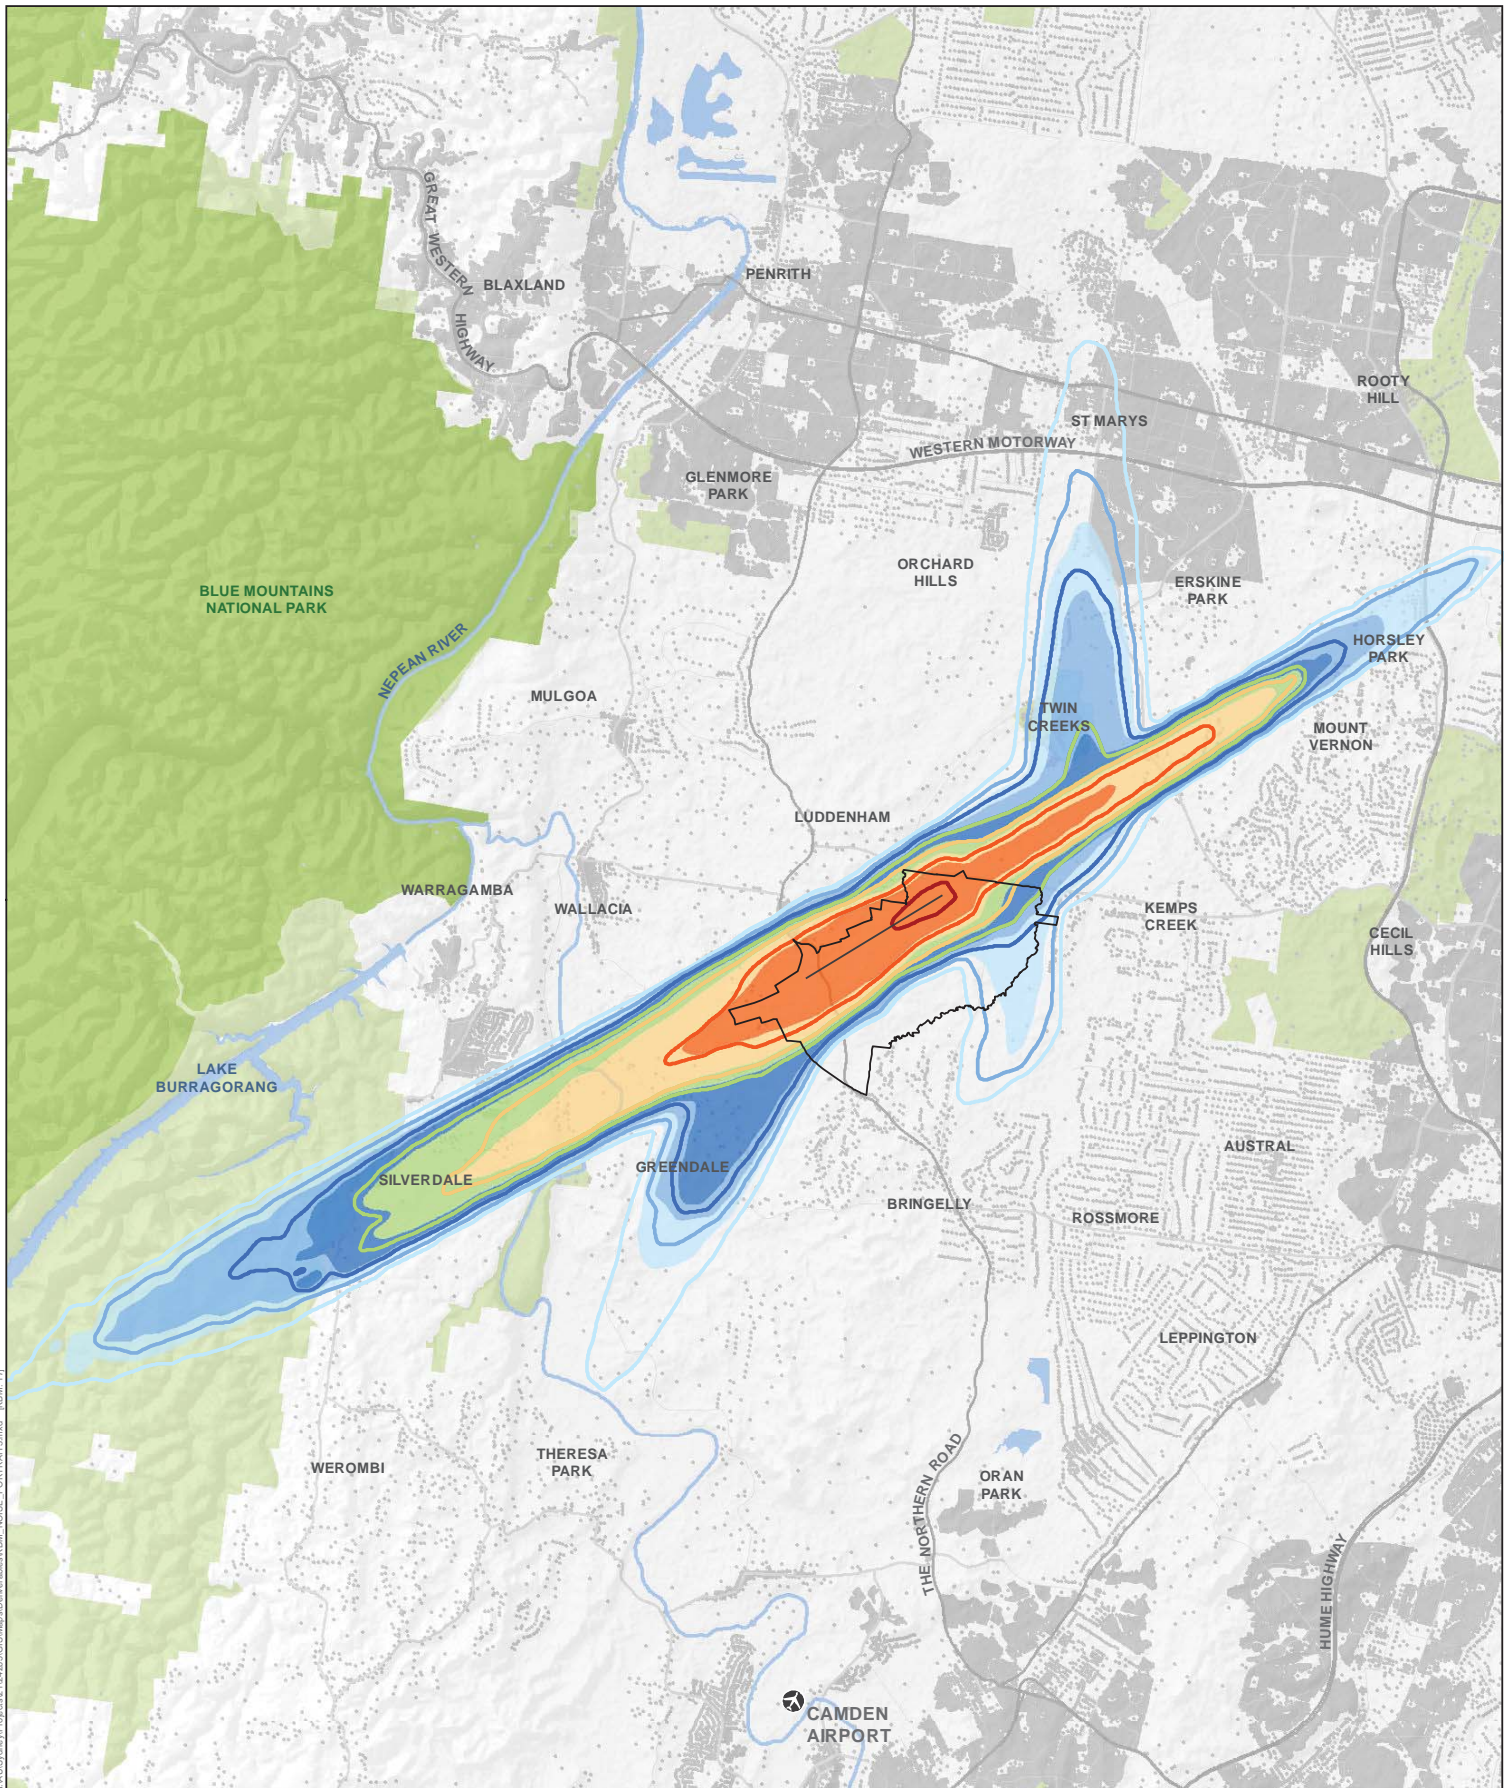 GREAT WESTERN HIGHWAY
BLAXLAND
PENRITH
ROOTY
HILL
ST MARYS
WESTERN MOTORWAY
GLENMORE
PARK
ORCHARD
HILLS
ERSKINE
PARK
BLUE MOUNTAINS
NATIONAL PARK
NEPEAN RIVER
HORSLEY
PARK
MULGOA
TWIN
CREEKS
MOUNT
VERNON
LUDDENHAM
WARRAGAMBA
WALLACIA
KEMPS
CREEK
CECIL
HILLS
LAKE
BURRAGORANG
SILVERDALE
GREENDALE
AUSTRAL
BRINGELLY
ROSSMORE
LEPPINGTON
THERESA
PARK
WEROMBI
ORAN
PARK
THE NORTHERN ROAD
HUME HIGHWAY
CAMDEN
AIRPORT